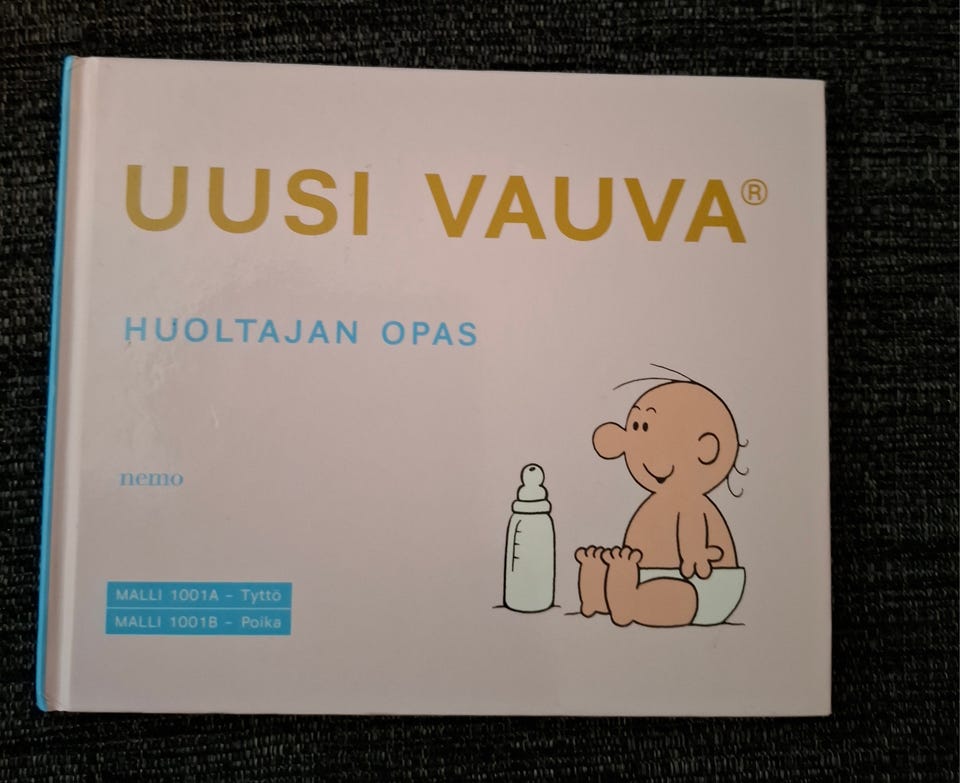 UUSI VAUVA®
HUOLTAJAN OPAS
nemo
MALLI 1001A – Tyttö
MALLI 1001B – Poika